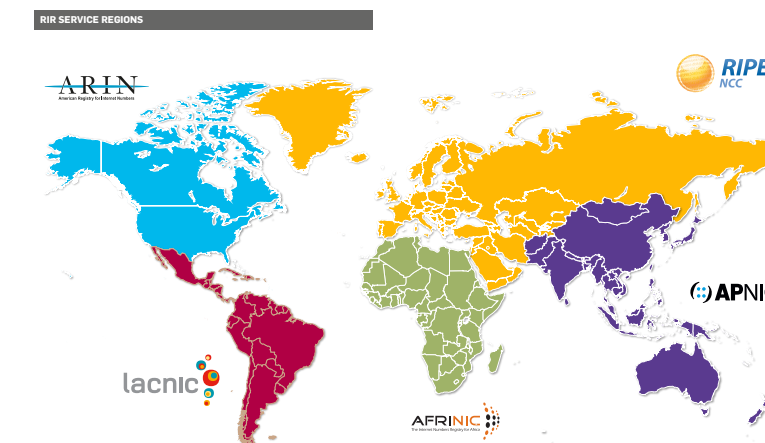 RIR SERVICE REGIONS
ARIN
American Registry for Internet Numbers
RIPE
NCC
APNI
lacnic
AFRINIC
The Internet Numbers Registry for Africa